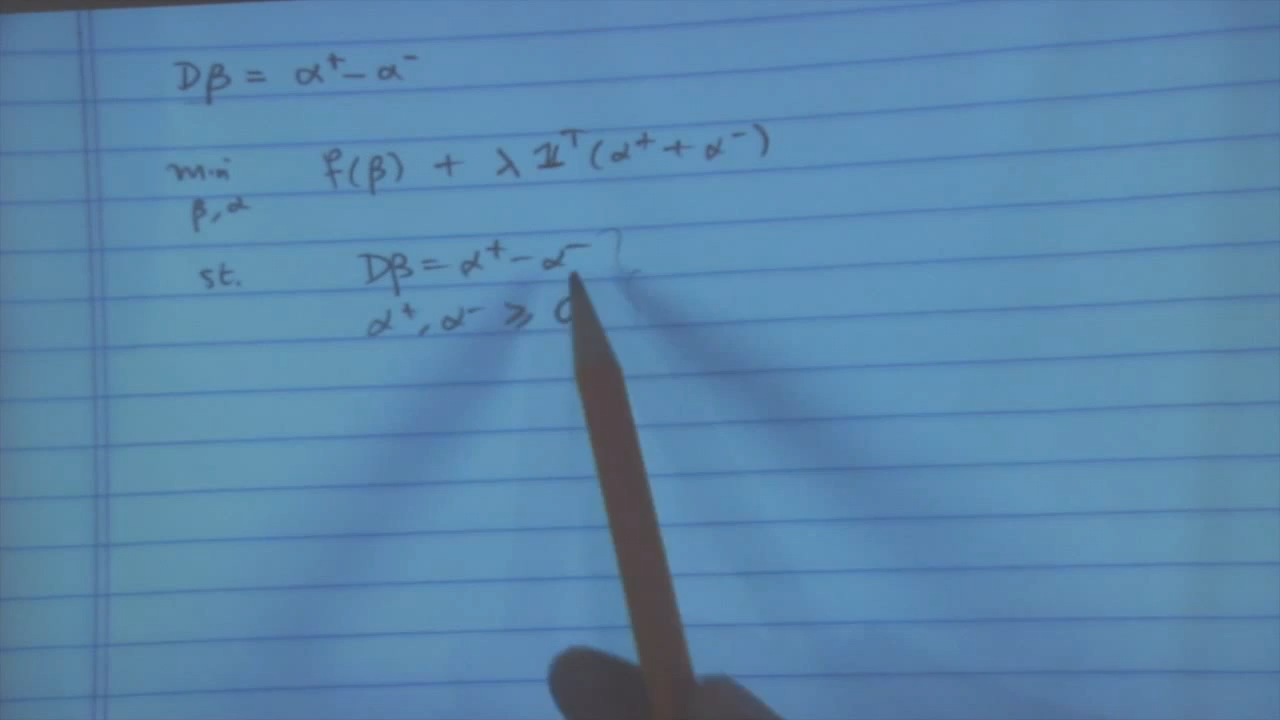 Dβ = α⁺ - α⁻
min f(β) + λ 𝟙ᵀ(α⁺ + α⁻)
β, α
st. Dβ = α⁺ - α⁻
α⁺, α⁻ ≥ 0